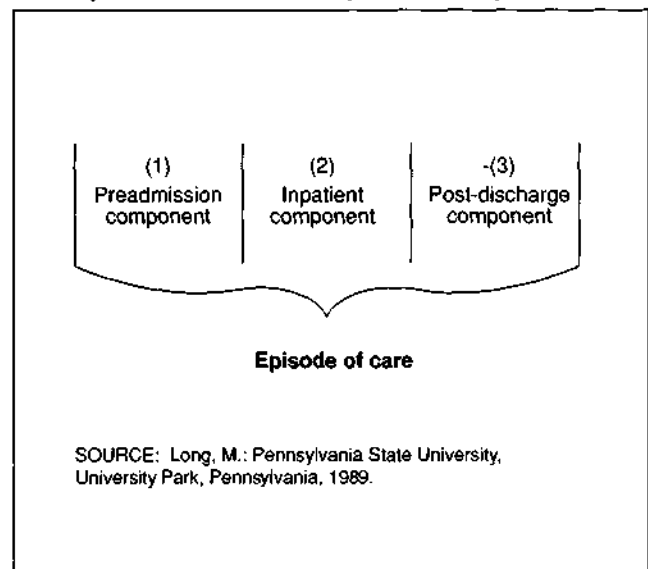 (1)
Preadmission
component
(2)
Inpatient
component
-(3)
Post-discharge
component
Episode of care
SOURCE: Long, M.: Pennsylvania State University,
University Park, Pennsylvania, 1989.